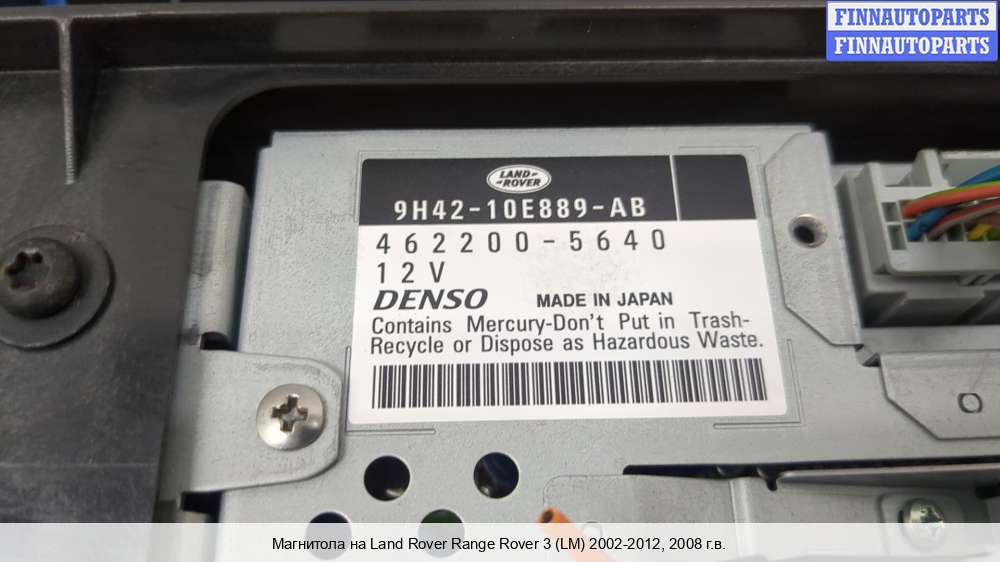 FINNAUTOPARTS
FINNAUTOPARTS
LAND-
-ROVER
9H42-10E889-AB
462200-5640
12V
DENSO MADE IN JAPAN
Contains Mercury-Don't Put in Trash-
Recycle or Dispose as Hazardous Waste.
Магнитола на Land Rover Range Rover 3 (LM) 2002-2012, 2008 г.в.